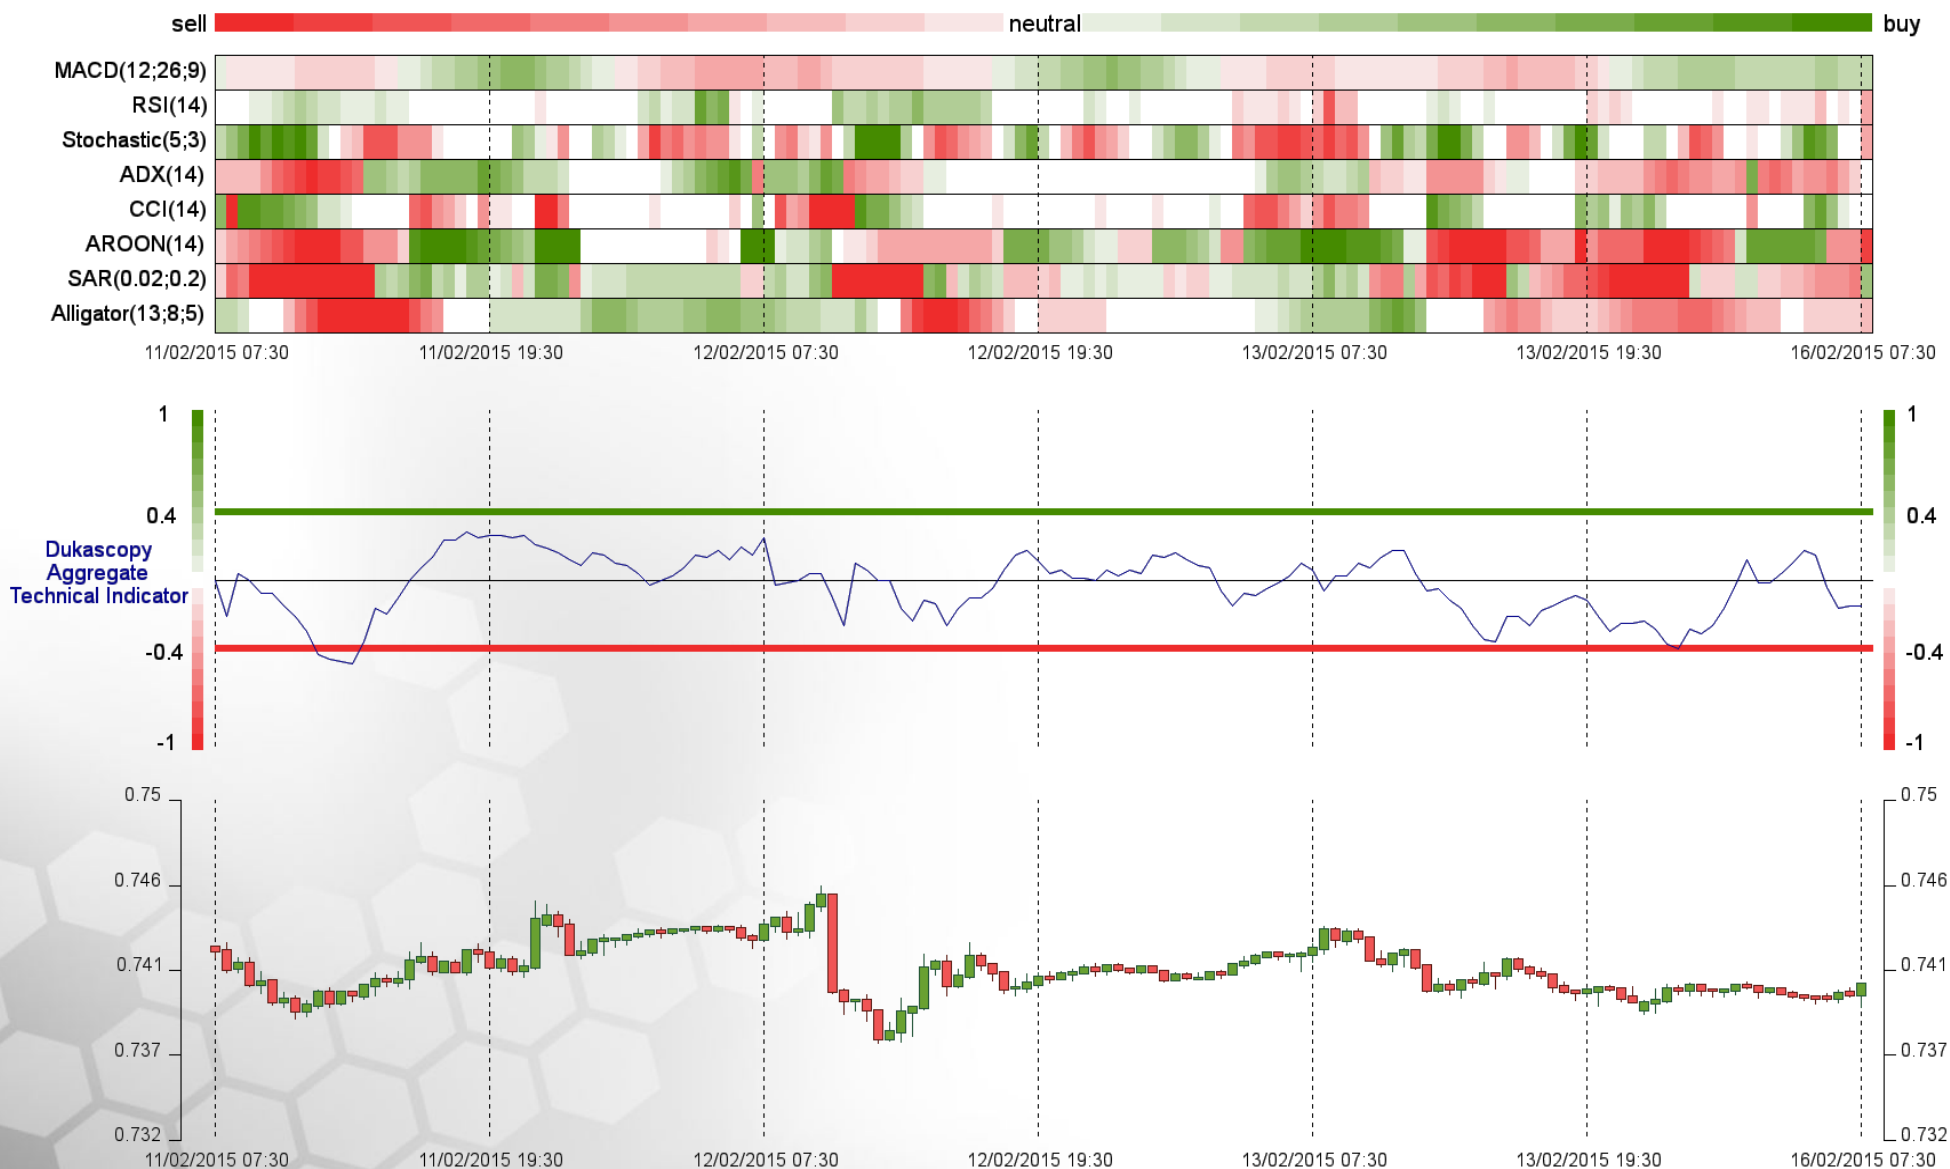 sell neutral buy
MACD(12;26;9)
RSI(14)
Stochastic(5;3)
ADX(14)
CCI(14)
AROON(14)
SAR(0.02;0.2)
Alligator(13;8;5)
11/02/2015 07:30 11/02/2015 19:30 12/02/2015 07:30 12/02/2015 19:30 13/02/2015 07:30 13/02/2015 19:30 16/02/2015 07:30
1 1
0.4 0.4
Dukascopy
Aggregate
Technical Indicator
-0.4 -0.4
-1 -1
0.75 0.75
0.746 0.746
0.741 0.741
0.737 0.737
0.732 0.732
11/02/2015 07:30 11/02/2015 19:30 12/02/2015 07:30 12/02/2015 19:30 13/02/2015 07:30 13/02/2015 19:30 16/02/2015 07:30